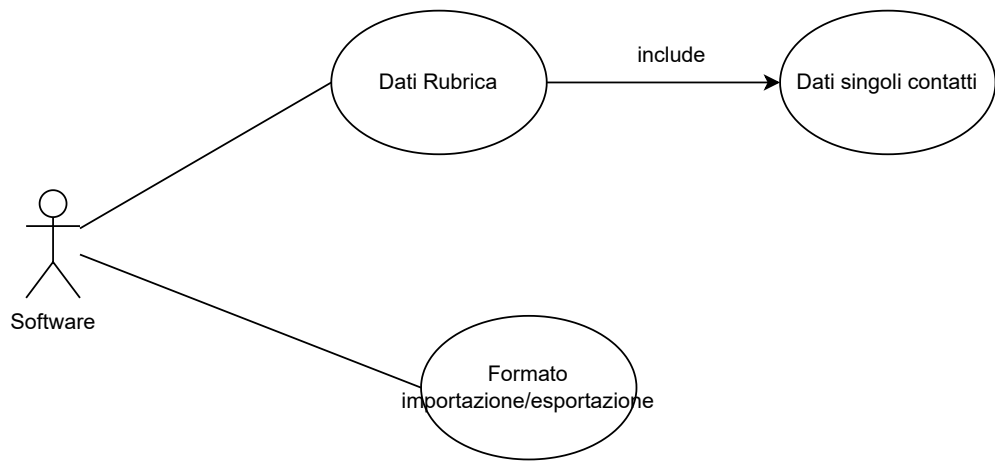 include
Dati Rubrica
Dati singoli contatti
Software
Formato
importazione/esportazione